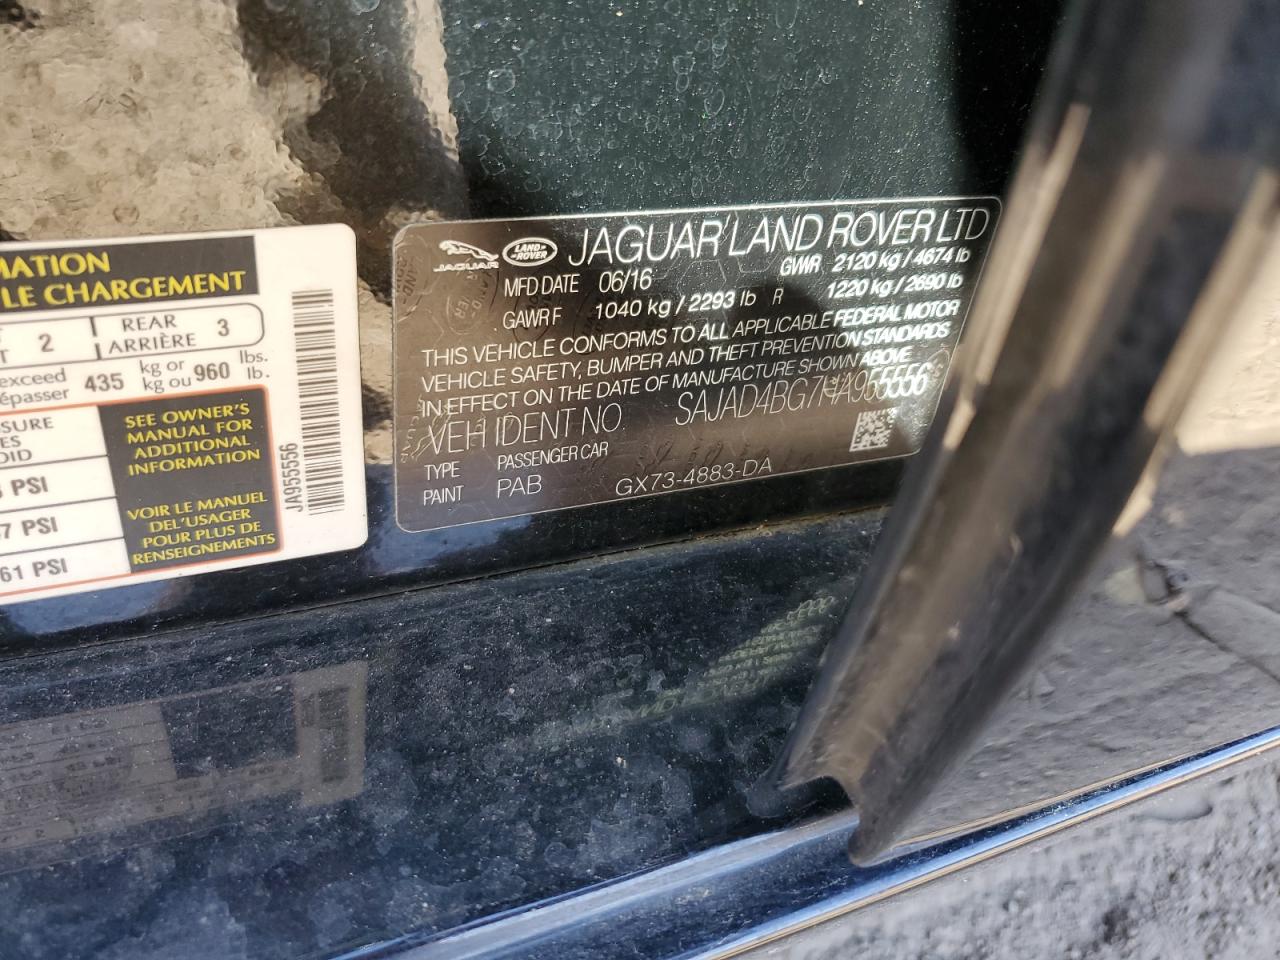 MATION
LE CHARGEMENT
2 REAR 3
ARRIÈRE
exceed 435 kg or 960 lbs.
dépasser kg ou lb.
SEE OWNER'S
MANUAL FOR
ADDITIONAL
INFORMATION
VOIR LE MANUEL
DE L'USAGER
POUR PLUS DE
RENSEIGNEMENTS
PSI
PSI
61 PSI
JA955556
JAGUAR LAND-ROVER JAGUAR LAND ROVER LTD
MFD DATE 06/16 GVWR 2120 kg / 4674 lb
GAWR F 1040 kg / 2293 lb R 1220 kg / 2690 lb
THIS VEHICLE CONFORMS TO ALL APPLICABLE FEDERAL MOTOR
VEHICLE SAFETY, BUMPER AND THEFT PREVENTION STANDARDS
IN EFFECT ON THE DATE OF MANUFACTURE SHOWN ABOVE
VEH IDENT NO. SAJAD4BG7HA955556
TYPE PASSENGER CAR
PAINT PAB GX73-4883-DA